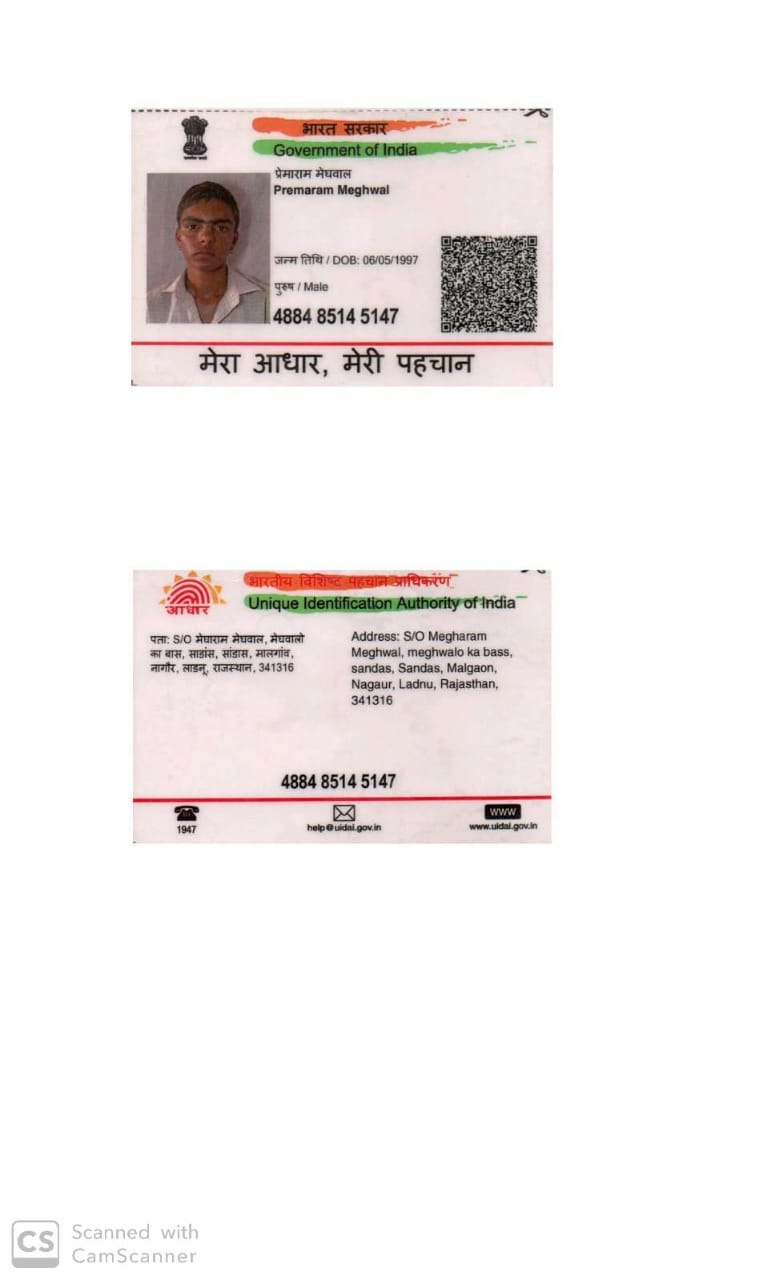 भारत सरकार
Government of India
प्रेमाराम मेघवाल
Premaram Meghwal
जन्म तिथि / DOB: 06/05/1997
पुरुष / Male
4884 8514 5147
मेरा आधार, मेरी पहचान
भारतीय विशिष्ट पहचान प्राधिकरण
Unique Identification Authority of India
आधार
पता: S/O मेघाराम मेघवाल, मेघवालो
का बास, साडांस, सांडास, मालगांव,
नागौर, लाडनू, राजस्थान, 341316
Address: S/O Megharam
Meghwal, meghwalo ka bass,
sandas, Sandas, Malgaon,
Nagaur, Ladnu, Rajasthan,
341316
4884 8514 5147
1947
help@uidai.gov.in
WWW
www.uidai.gov.in
CS
Scanned with
CamScanner